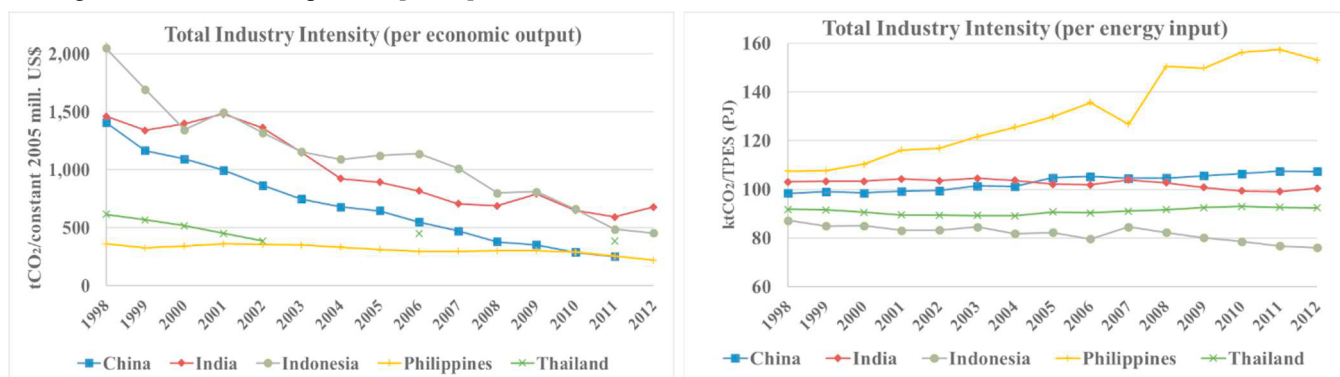 Total Industry Intensity (per economic output)
tCO₂/constant 2005 mill. US$
2,000
1,500
1,000
500
0
1998 1999 2000 2001 2002 2003 2004 2005 2006 2007 2008 2009 2010 2011 2012
China India Indonesia Philippines Thailand
Total Industry Intensity (per energy input)
ktCO₂/TPES (PJ)
160
140
120
100
80
60
1998 1999 2000 2001 2002 2003 2004 2005 2006 2007 2008 2009 2010 2011 2012
China India Indonesia Philippines Thailand